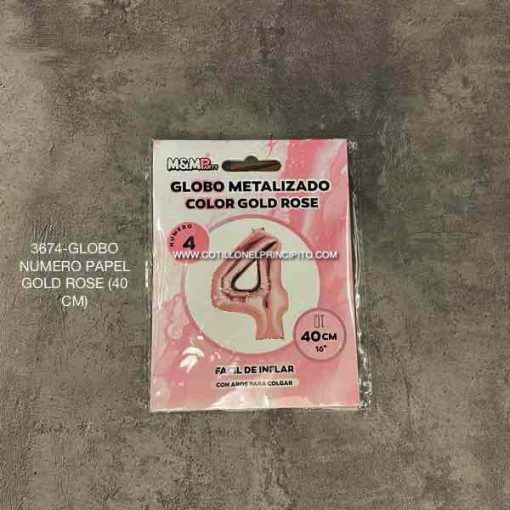 3674-GLOBO
NUMERO PAPEL
GOLD ROSE (40
CM)
M&M PARTY
GLOBO METALIZADO
COLOR GOLD ROSE
NUMERO
4
WWW.COTILLONELPRINCIPITO.COM
40CM
16"
FACIL DE INFLAR
CON AROS PARA COLGAR